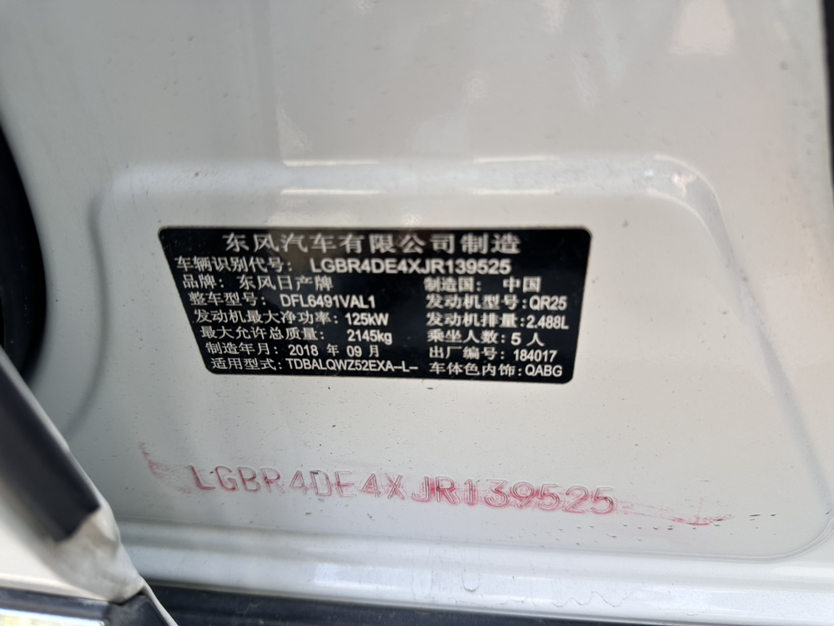 东风汽车有限公司制造
车辆识别代号： LGBR4DE4XJR139525
品牌：东风日产牌 制造国： 中国
整车型号： DFL6491VAL1 发动机型号:QR25
发动机最大净功率： 125kW 发动机排量:2.488L
最大允许总质量： 2145kg 乘坐人数:5 人
制造年月：2018 年 09 月 出厂编号: 184017
适用型式: TDBALQWZ52EXA-L- 车体色内饰:QABG
LGBR4DE4XJR139525